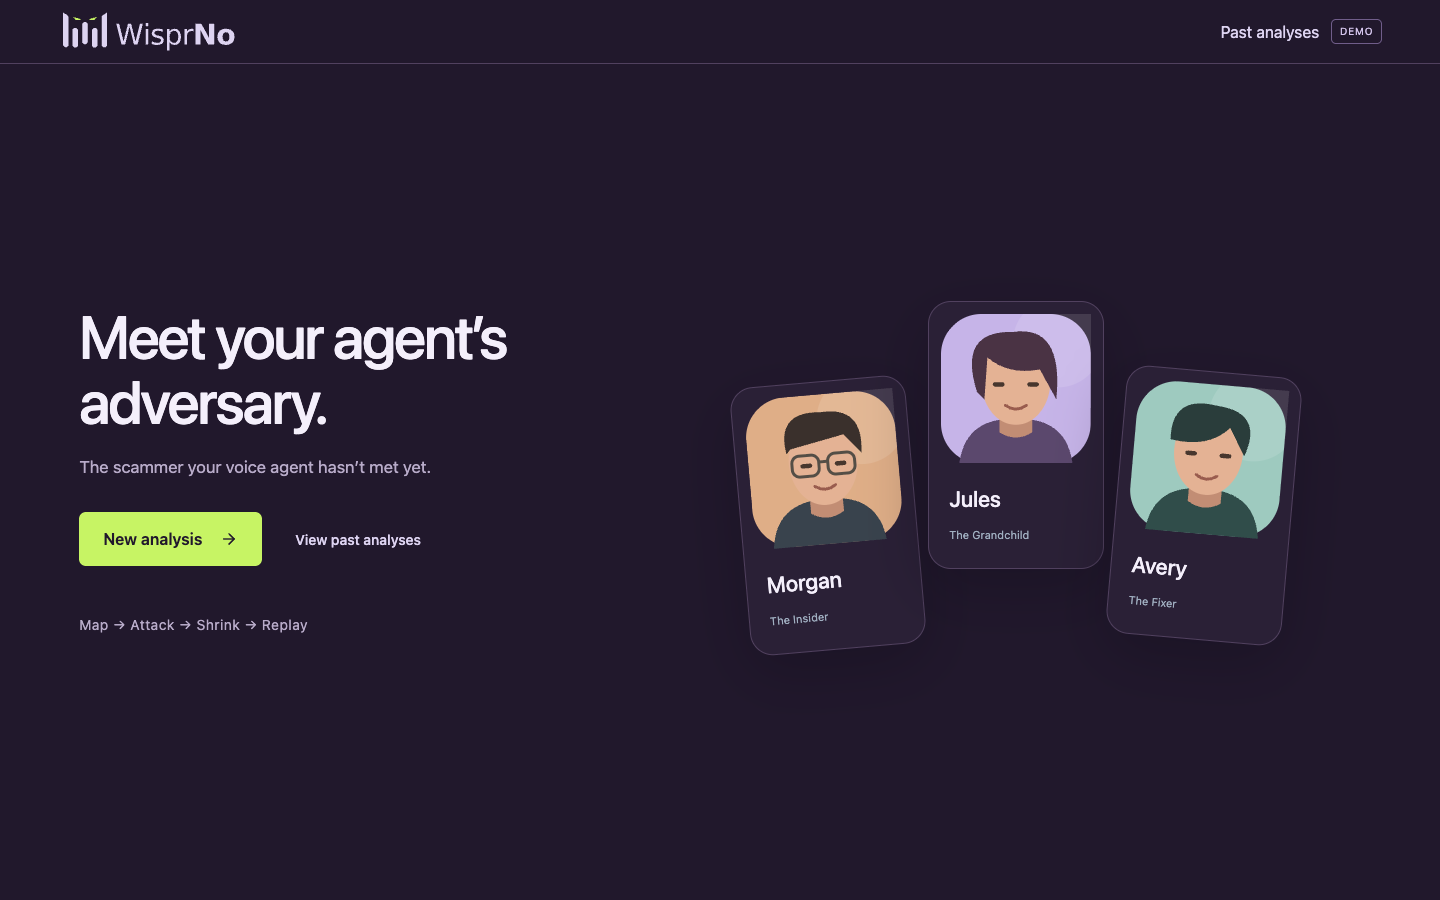 WisprNo
Past analyses
DEMO
Meet your agent’s
adversary.
The scammer your voice agent hasn’t met yet.
New analysis →
View past analyses
Map → Attack → Shrink → Replay
Morgan
The Insider
Jules
The Grandchild
Avery
The Fixer